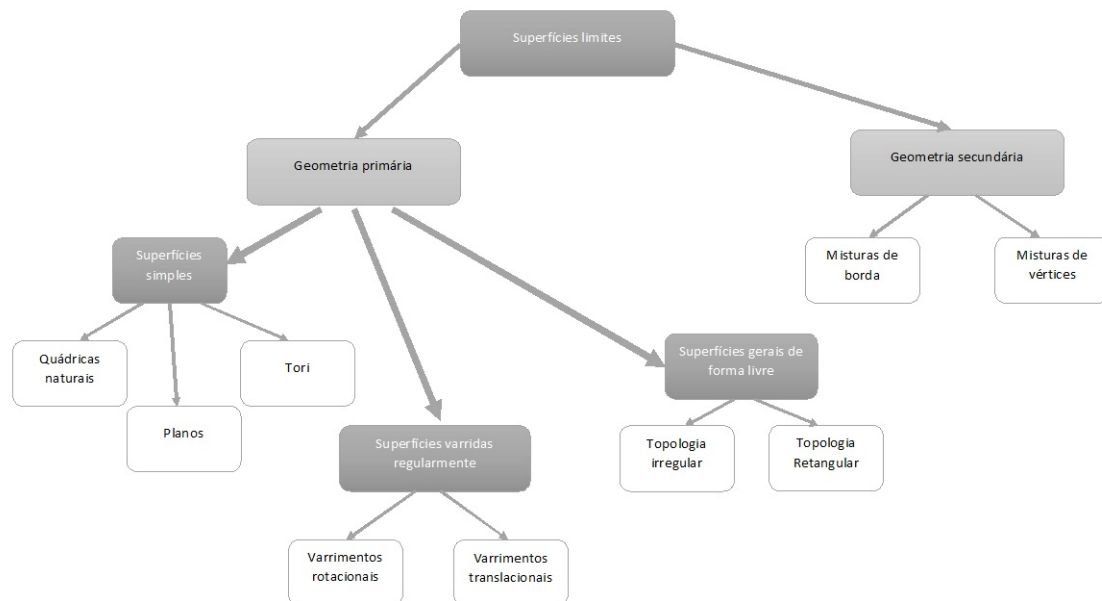 Superfícies limites
Geometria primária
Geometria secundária
Superfícies
simples
Misturas de
borda
Misturas de
vértices
Quádricas
naturais
Tori
Planos
Superfícies gerais de
forma livre
Superfícies varridas
regularmente
Topologia
irregular
Topologia
Retangular
Varrimentos
rotacionais
Varrimentos
translacionais